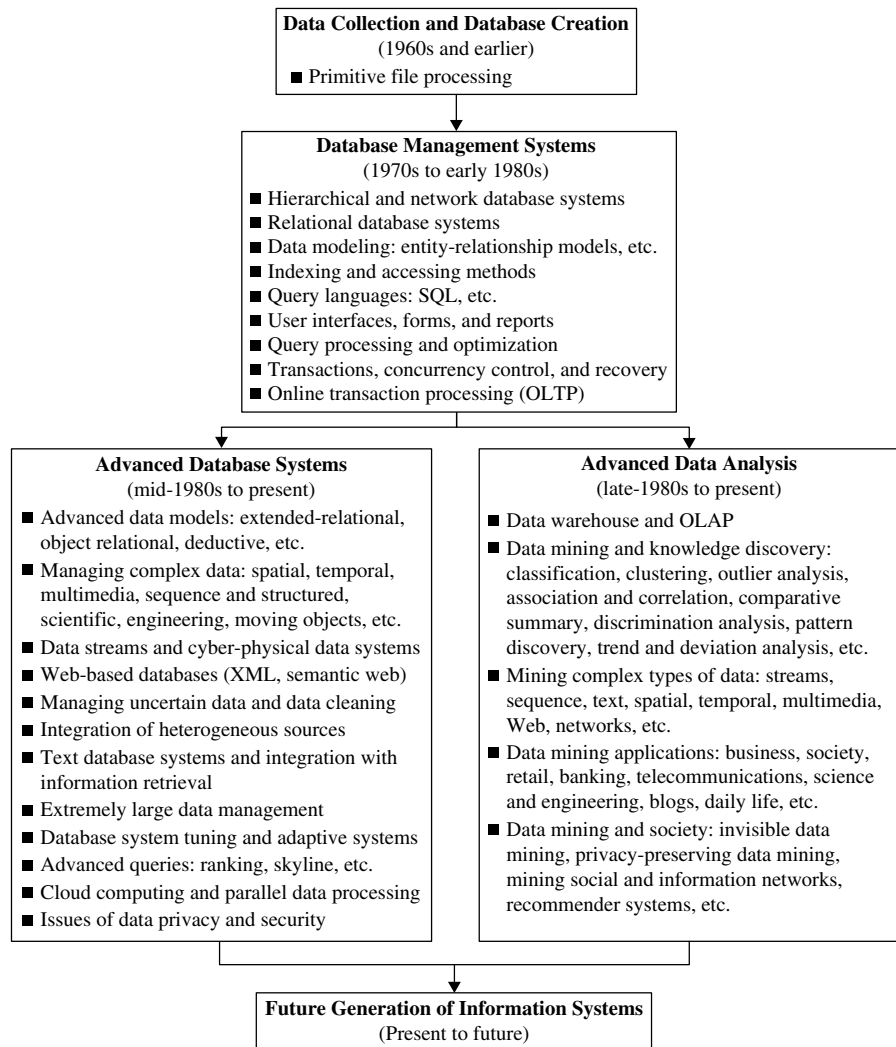 Data Collection and Database Creation
(1960s and earlier)
■ Primitive file processing
Database Management Systems
(1970s to early 1980s)
■ Hierarchical and network database systems
■ Relational database systems
■ Data modeling: entity-relationship models, etc.
■ Indexing and accessing methods
■ Query languages: SQL, etc.
■ User interfaces, forms, and reports
■ Query processing and optimization
■ Transactions, concurrency control, and recovery
■ Online transaction processing (OLTP)
Advanced Database Systems
(mid-1980s to present)
■ Advanced data models: extended-relational,
object relational, deductive, etc.
■ Managing complex data: spatial, temporal,
multimedia, sequence and structured,
scientific, engineering, moving objects, etc.
■ Data streams and cyber-physical data systems
■ Web-based databases (XML, semantic web)
■ Managing uncertain data and data cleaning
■ Integration of heterogeneous sources
■ Text database systems and integration with
information retrieval
■ Extremely large data management
■ Database system tuning and adaptive systems
■ Advanced queries: ranking, skyline, etc.
■ Cloud computing and parallel data processing
■ Issues of data privacy and security
Advanced Data Analysis
(late-1980s to present)
■ Data warehouse and OLAP
■ Data mining and knowledge discovery:
classification, clustering, outlier analysis,
association and correlation, comparative
summary, discrimination analysis, pattern
discovery, trend and deviation analysis, etc.
■ Mining complex types of data: streams,
sequence, text, spatial, temporal, multimedia,
Web, networks, etc.
■ Data mining applications: business, society,
retail, banking, telecommunications, science
and engineering, blogs, daily life, etc.
■ Data mining and society: invisible data
mining, privacy-preserving data mining,
mining social and information networks,
recommender systems, etc.
Future Generation of Information Systems
(Present to future)